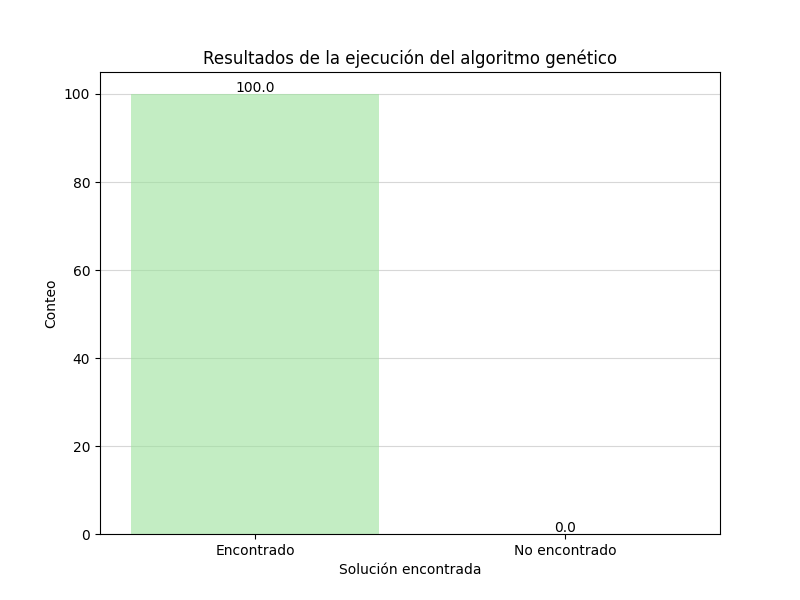 Resultados de la ejecución del algoritmo genético
100.0
100
80
60
40
20
0
Conteo
0.0
Encontrado
No encontrado
Solución encontrada